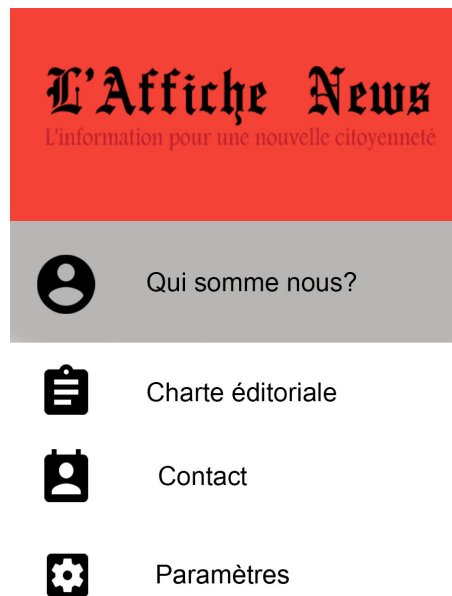 L'Affiche News
L'information pour une nouvelle citoyenneté
Qui somme nous?
Charte éditoriale
Contact
Paramètres